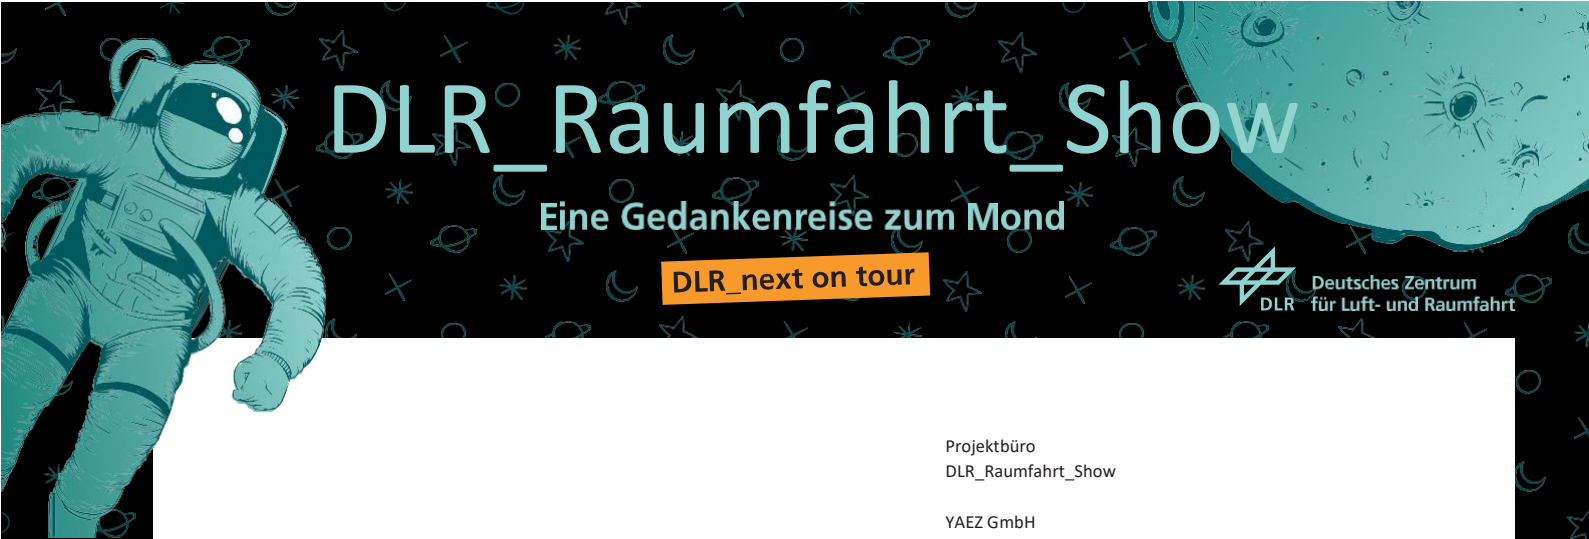 DLR_Raumfahrt_Show
Eine Gedankenreise zum Mond
DLR_next on tour
DLR
Deutsches Zentrum
für Luft- und Raumfahrt
Projektbüro
DLR_Raumfahrt_Show
YAEZ GmbH